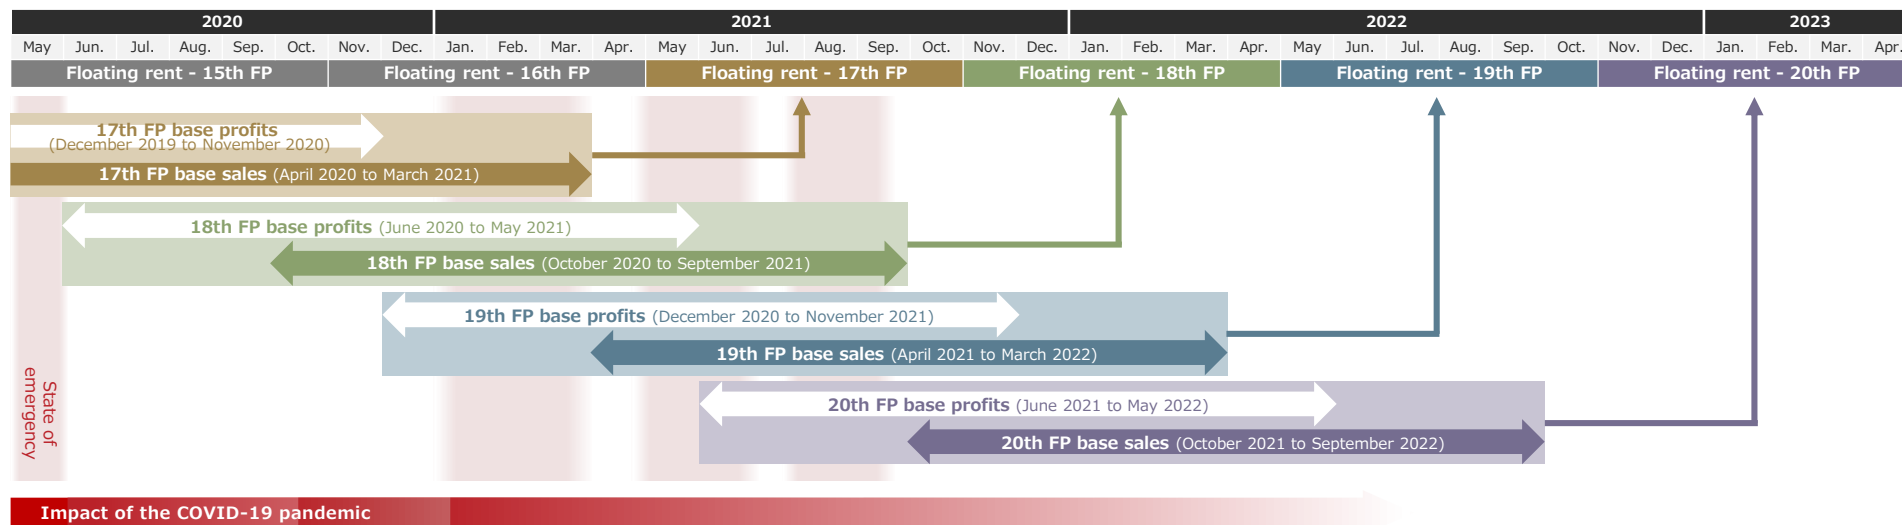 2020 2021 2022 2023
May Jun. Jul. Aug. Sep. Oct. Nov. Dec. Jan. Feb. Mar. Apr. May Jun. Jul. Aug. Sep. Oct. Nov. Dec. Jan. Feb. Mar. Apr. May Jun. Jul. Aug. Sep. Oct. Nov. Dec. Jan. Feb. Mar. Apr.
Floating rent - 15th FP Floating rent - 16th FP Floating rent - 17th FP Floating rent - 18th FP Floating rent - 19th FP Floating rent - 20th FP
17th FP base profits
(December 2019 to November 2020)
17th FP base sales (April 2020 to March 2021)
18th FP base profits (June 2020 to May 2021)
18th FP base sales (October 2020 to September 2021)
19th FP base profits (December 2020 to November 2021)
19th FP base sales (April 2021 to March 2022)
20th FP base profits (June 2021 to May 2022)
20th FP base sales (October 2021 to September 2022)
State of
emergency
Impact of the COVID-19 pandemic